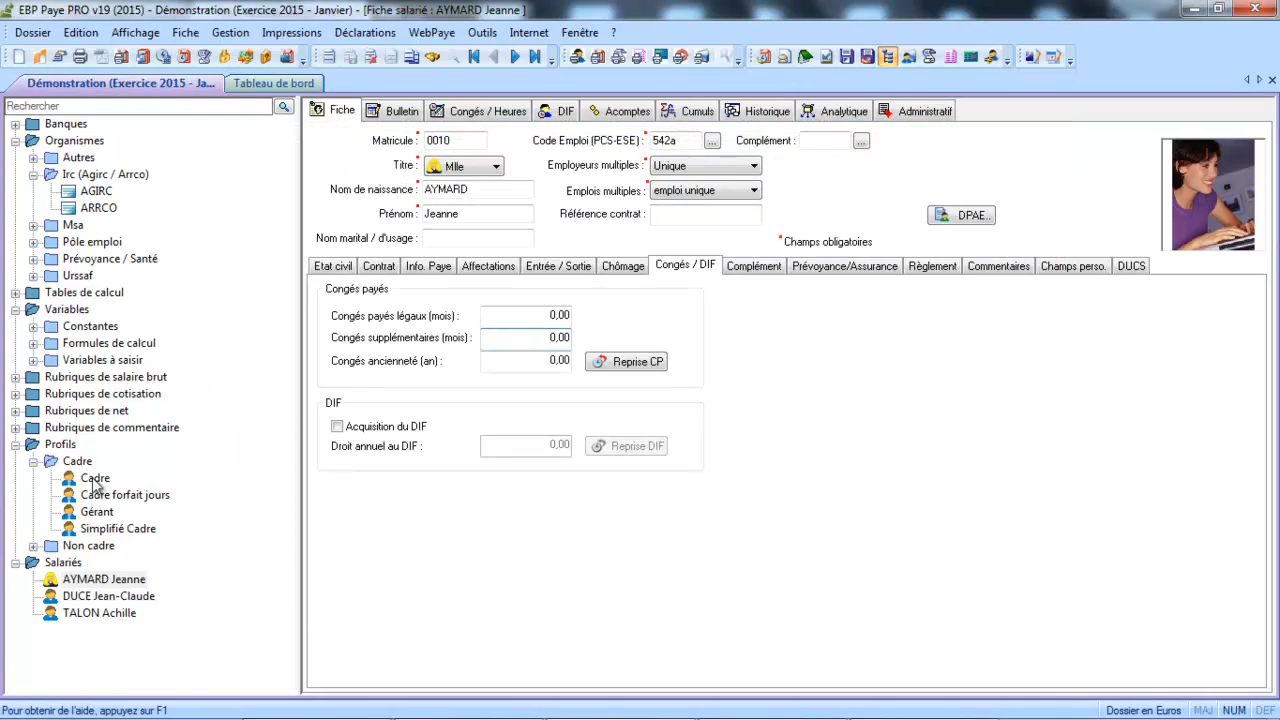 EBP Paye PRO v19 (2015) - Démonstration (Exercice 2015 - Janvier) - [Fiche salarié : AYMARD Jeanne ]
Dossier Edition Affichage Fiche Gestion Impressions Déclarations WebPaye Outils Internet Fenêtre ?
Démonstration (Exercice 2015 - Ja... Tableau de bord
Rechercher
Banques
Organismes
Autres
Irc (Agirc / Arrco)
AGIRC
ARRCO
Msa
Pôle emploi
Prévoyance / Santé
Urssaf
Tables de calcul
Variables
Constantes
Formules de calcul
Variables à saisir
Rubriques de salaire brut
Rubriques de cotisation
Rubriques de net
Rubriques de commentaire
Profils
Cadre
Cadre
Cadre forfait jours
Gérant
Simplifié Cadre
Non cadre
Salariés
AYMARD Jeanne
DUCE Jean-Claude
TALON Achille
Fiche Bulletin Congés / Heures DIF Acomptes Cumuls Historique Analytique Administratif
Matricule : 0010 Code Emploi (PCS-ESE) : 542a ... Complément : ...
Titre : Mlle Employeurs multiples : Unique
Nom de naissance : AYMARD Emplois multiples : emploi unique
Prénom : Jeanne Référence contrat : DPAE..
Nom marital / d'usage : * Champs obligatoires
Etat civil Contrat Info. Paye Affectations Entrée / Sortie Chômage Congés / DIF Complément Prévoyance/Assurance Règlement Commentaires Champs perso. DUCS
Congés payés
Congés payés légaux (mois) : 0,00
Congés supplémentaires (mois) : 0,00
Congés ancienneté (an) : 0,00 Reprise CP
DIF
Acquisition du DIF
Droit annuel au DIF : 0,00 Reprise DIF
Pour obtenir de l'aide, appuyez sur F1 Dossier en Euros MAJ NUM DEF